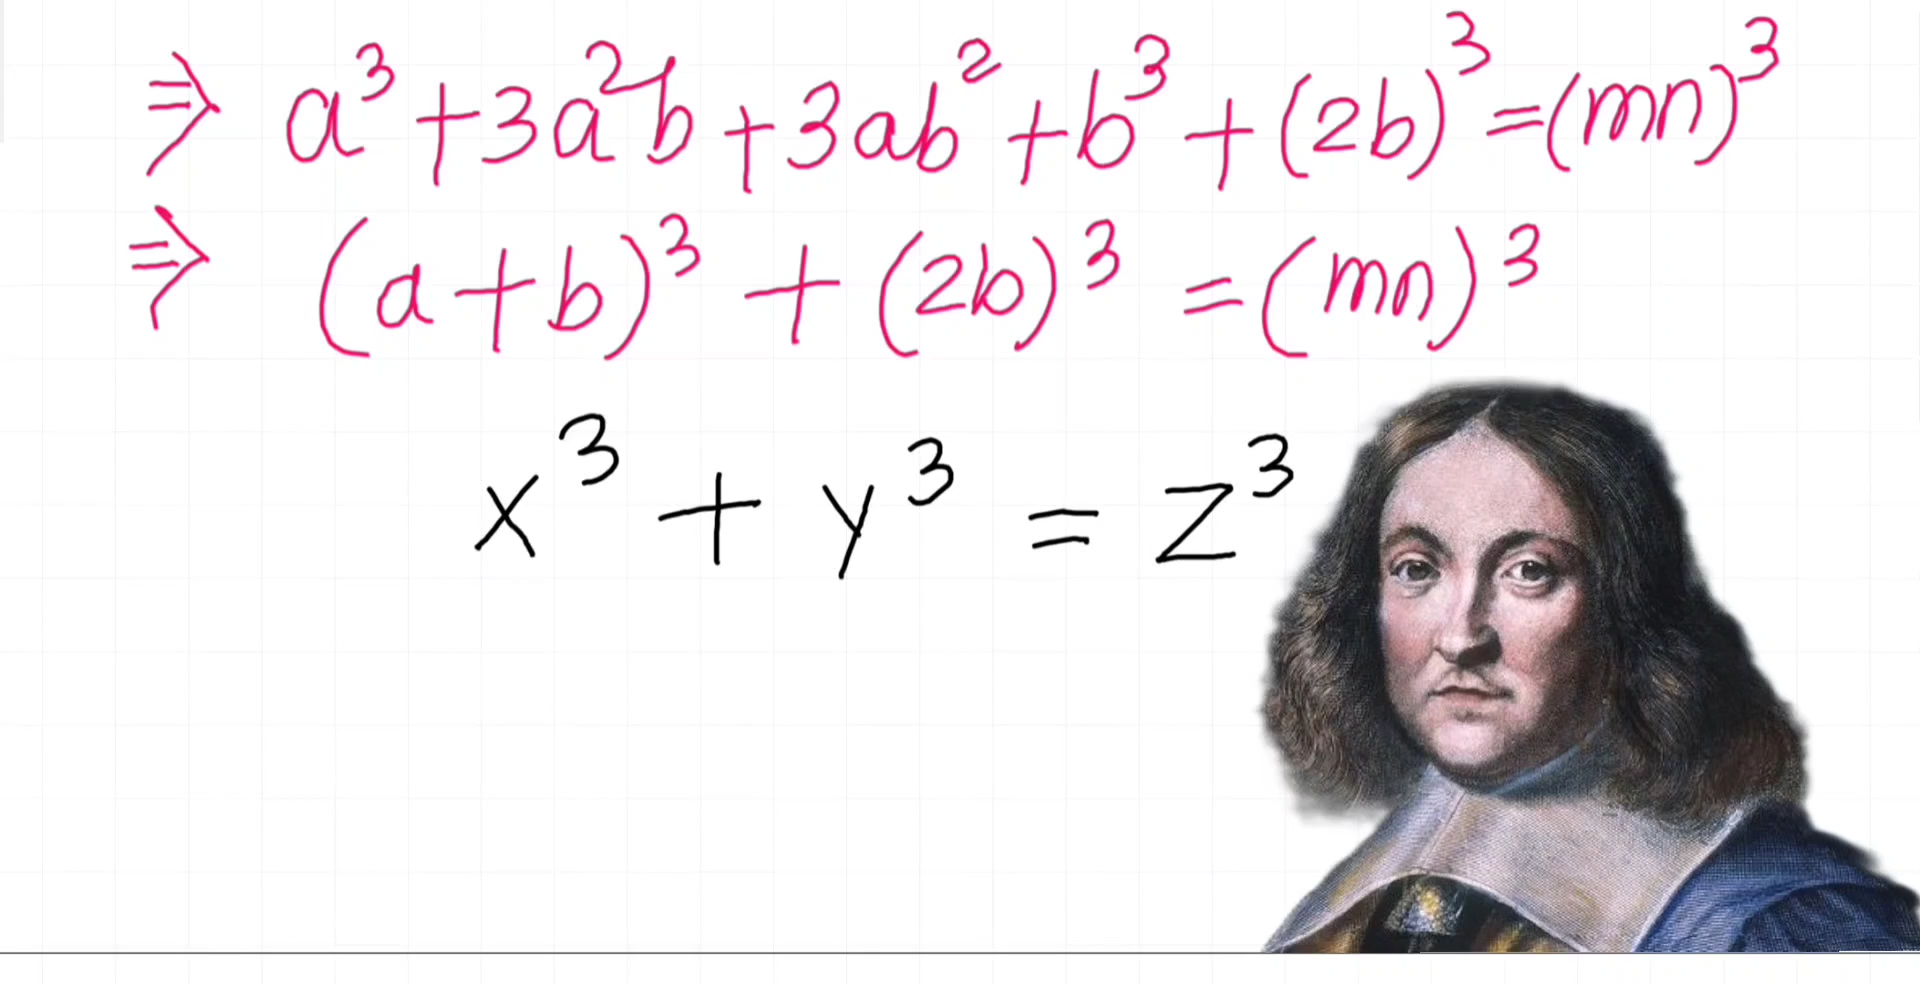 ⇒ a³ + 3a²b + 3ab² + b³ + (2b)³ = (mn)³
⇒ (a+b)³ + (2b)³ = (mn)³
x³ + y³ = z³